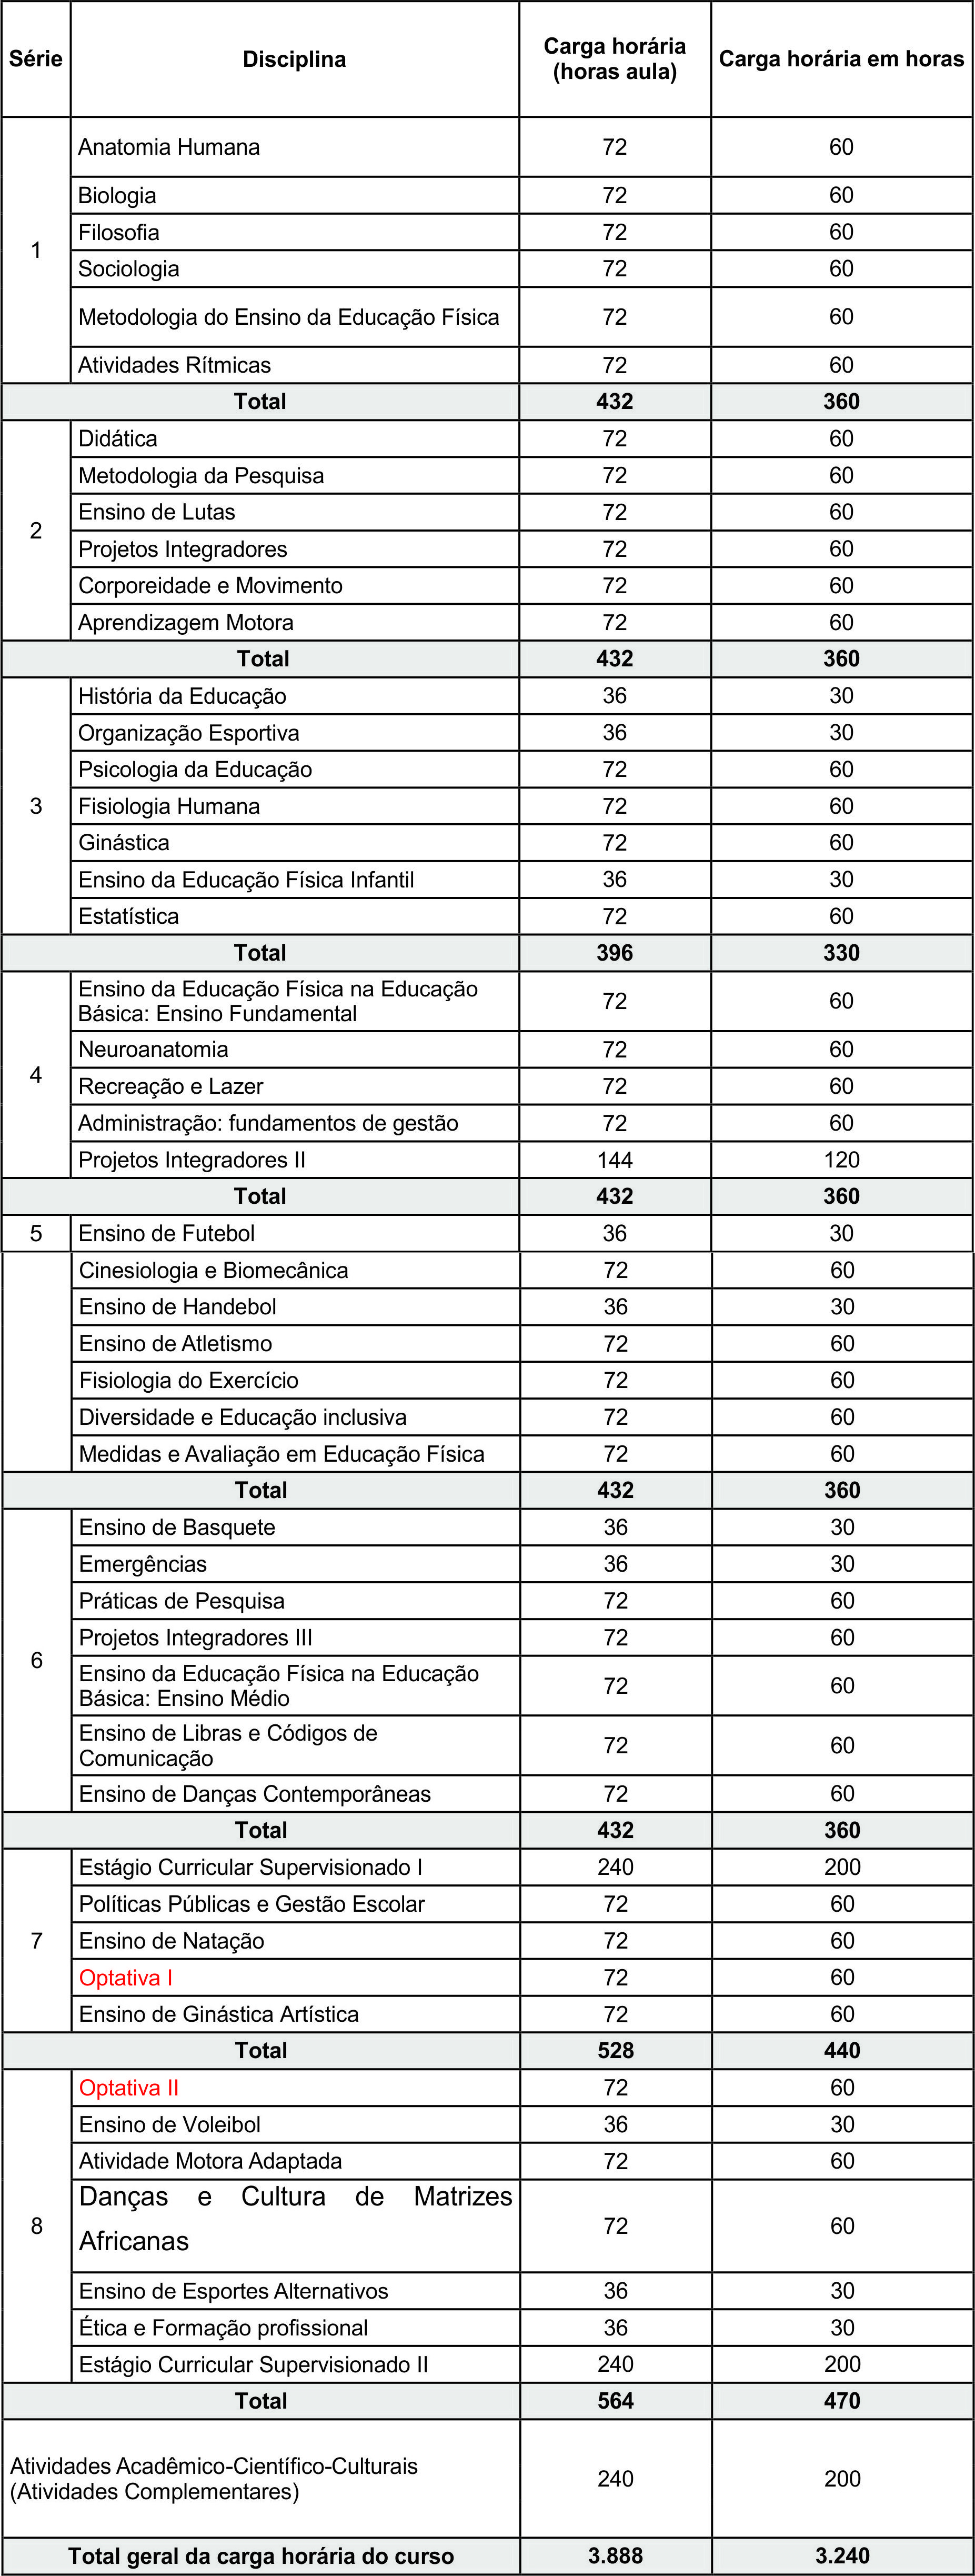 Série Disciplina Carga horária (horas aula) Carga horária em horas
Anatomia Humana 72 60
Biologia 72 60
Filosofia 72 60
1
Sociologia 72 60
Metodologia do Ensino da Educação Física 72 60
Atividades Rítmicas 72 60
Total 432 360
Didática 72 60
Metodologia da Pesquisa 72 60
Ensino de Lutas 72 60
2
Projetos Integradores 72 60
Corporeidade e Movimento 72 60
Aprendizagem Motora 72 60
Total 432 360
História da Educação 36 30
Organização Esportiva 36 30
Psicologia da Educação 72 60
3 Fisiologia Humana 72 60
Ginástica 72 60
Ensino da Educação Física Infantil 36 30
Estatística 72 60
Total 396 330
Ensino da Educação Física na Educação
Básica: Ensino Fundamental 72 60
Neuroanatomia 72 60
4
Recreação e Lazer 72 60
Administração: fundamentos de gestão 72 60
Projetos Integradores II 144 120
Total 432 360
5 Ensino de Futebol 36 30
Cinesiologia e Biomecânica 72 60
Ensino de Handebol 36 30
Ensino de Atletismo 72 60
Fisiologia do Exercício 72 60
Diversidade e Educação inclusiva 72 60
Medidas e Avaliação em Educação Física 72 60
Total 432 360
Ensino de Basquete 36 30
Emergências 36 30
Práticas de Pesquisa 72 60
Projetos Integradores III 72 60
6
Ensino da Educação Física na Educação
Básica: Ensino Médio 72 60
Ensino de Libras e Códigos de
Comunicação 72 60
Ensino de Danças Contemporâneas 72 60
Total 432 360
Estágio Curricular Supervisionado I 240 200
Políticas Públicas e Gestão Escolar 72 60
7 Ensino de Natação 72 60
Optativa I 72 60
Ensino de Ginástica Artística 72 60
Total 528 440
Optativa II 72 60
Ensino de Voleibol 36 30
Atividade Motora Adaptada 72 60
Danças e Cultura de Matrizes
8 Africanas 72 60
Ensino de Esportes Alternativos 36 30
Ética e Formação profissional 36 30
Estágio Curricular Supervisionado II 240 200
Total 564 470
Atividades Acadêmico-Científico-Culturais
(Atividades Complementares) 240 200
Total geral da carga horária do curso 3.888 3.240